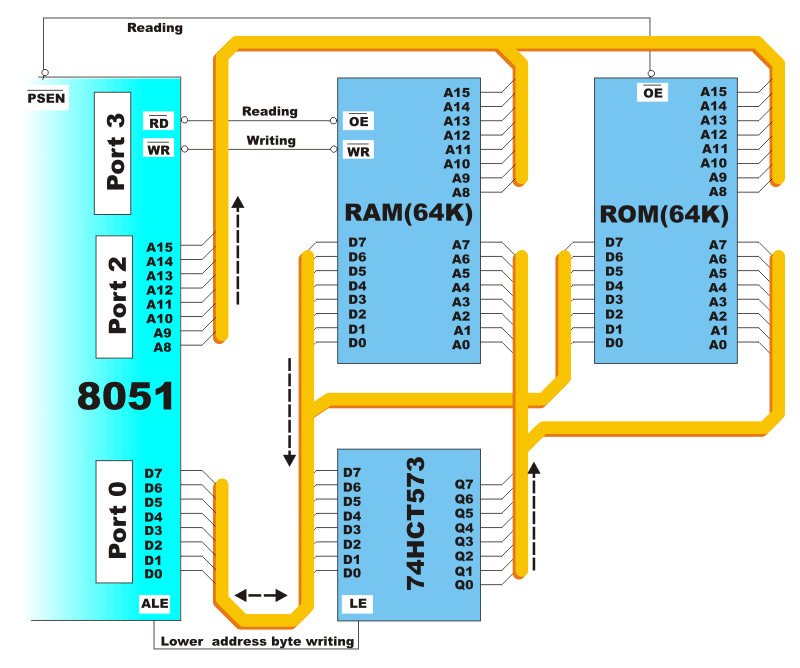 Reading
PSEN
Port 3
RD
WR
Reading
Writing
OE
WR
A15
A14
A13
A12
A11
A10
A9
A8
RAM(64K)
D7
D6
D5
D4
D3
D2
D1
D0
A7
A6
A5
A4
A3
A2
A1
A0
OE
A15
A14
A13
A12
A11
A10
A9
A8
ROM(64K)
D7
D6
D5
D4
D3
D2
D1
D0
A7
A6
A5
A4
A3
A2
A1
A0
Port 2
A15
A14
A13
A12
A11
A10
A9
A8
8051
Port 0
D7
D6
D5
D4
D3
D2
D1
D0
ALE
D7
D6
D5
D4
D3
D2
D1
D0
74HCT573
Q7
Q6
Q5
Q4
Q3
Q2
Q1
Q0
LE
Lower address byte writing